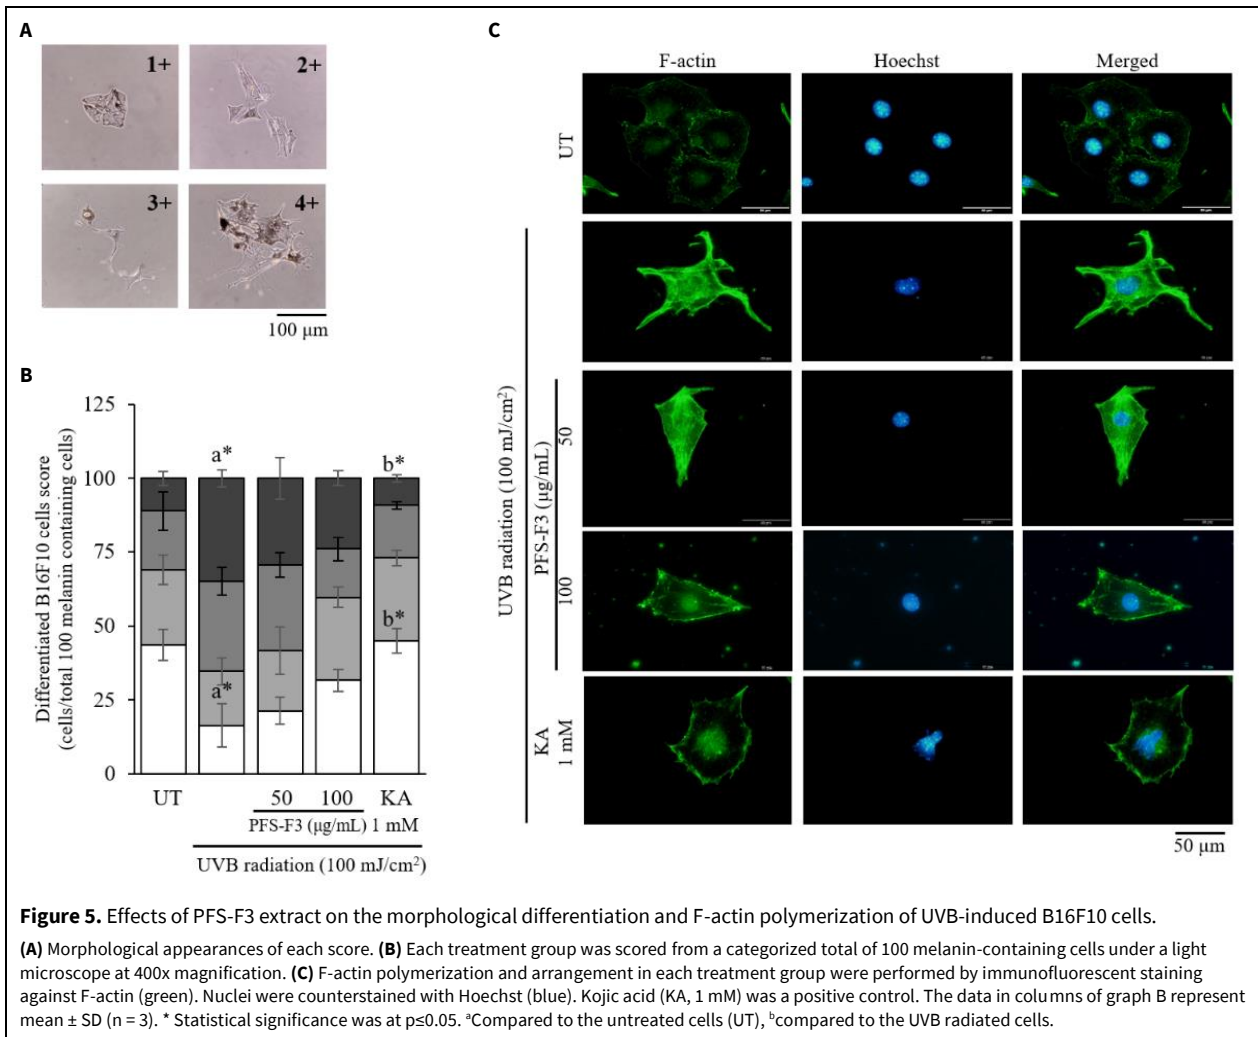 A
1+
2+
3+
4+
100 μm
B
Differentiated B16F10 cells score
(cells/total 100 melanin containing cells)
125
100
75
50
25
0
a*
a*
b*
b*
UT
50
100
KA
PFS-F3 (μg/mL)
1 mM
UVB radiation (100 mJ/cm²)
C
F-actin
Hoechst
Merged
UT
UVB radiation (100 mJ/cm²)
PFS-F3 (μg/mL)
50
100
KA
1 mM
50 μm
Figure 5. Effects of PFS-F3 extract on the morphological differentiation and F-actin polymerization of UVB-induced B16F10 cells.
(A) Morphological appearances of each score. (B) Each treatment group was scored from a categorized total of 100 melanin-containing cells under a light
microscope at 400x magnification. (C) F-actin polymerization and arrangement in each treatment group were performed by immunofluorescent staining
against F-actin (green). Nuclei were counterstained with Hoechst (blue). Kojic acid (KA, 1 mM) was a positive control. The data in columns of graph B represent
mean ± SD (n = 3). * Statistical significance was at p≤0.05. ᵃCompared to the untreated cells (UT), ᵇcompared to the UVB radiated cells.